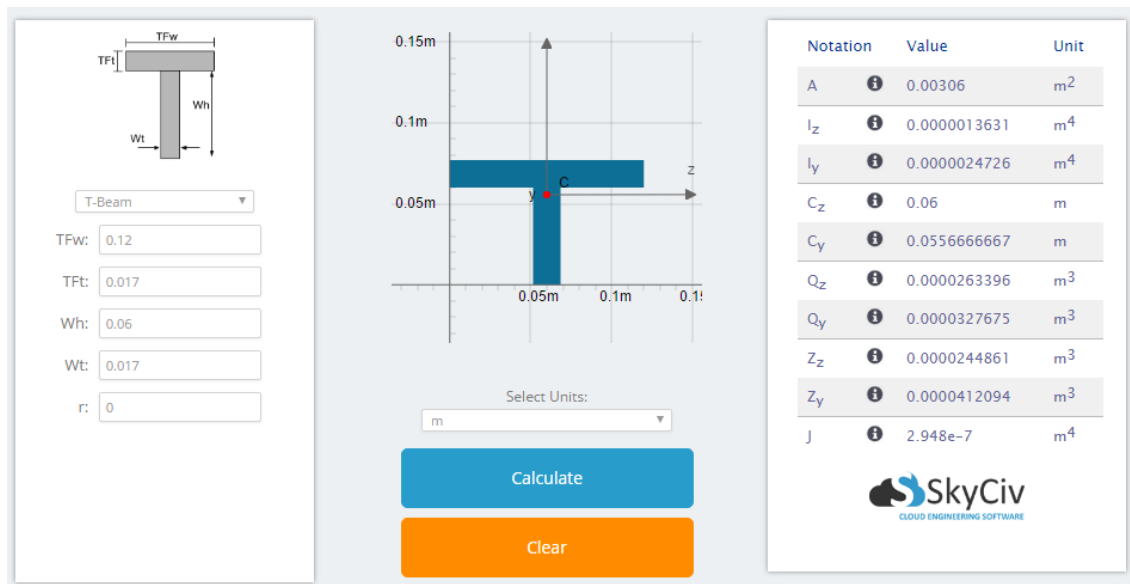 TFw
TFt
Wh
Wt
T-Beam
TFw: 0.12
TFt: 0.017
Wh: 0.06
Wt: 0.017
r: 0
0.15m
0.1m
z
C
y
0.05m
0.05m 0.1m 0.1
Select Units:
m
Calculate
Clear
Notation Value Unit
A 0.00306 m2
Iz 0.0000013631 m4
Iy 0.0000024726 m4
Cz 0.06 m
Cy 0.0556666667 m
Qz 0.0000263396 m3
Qy 0.0000327675 m3
Zz 0.0000244861 m3
Zy 0.0000412094 m3
J 2.948e-7 m4
SkyCiv
CLOUD ENGINEERING SOFTWARE